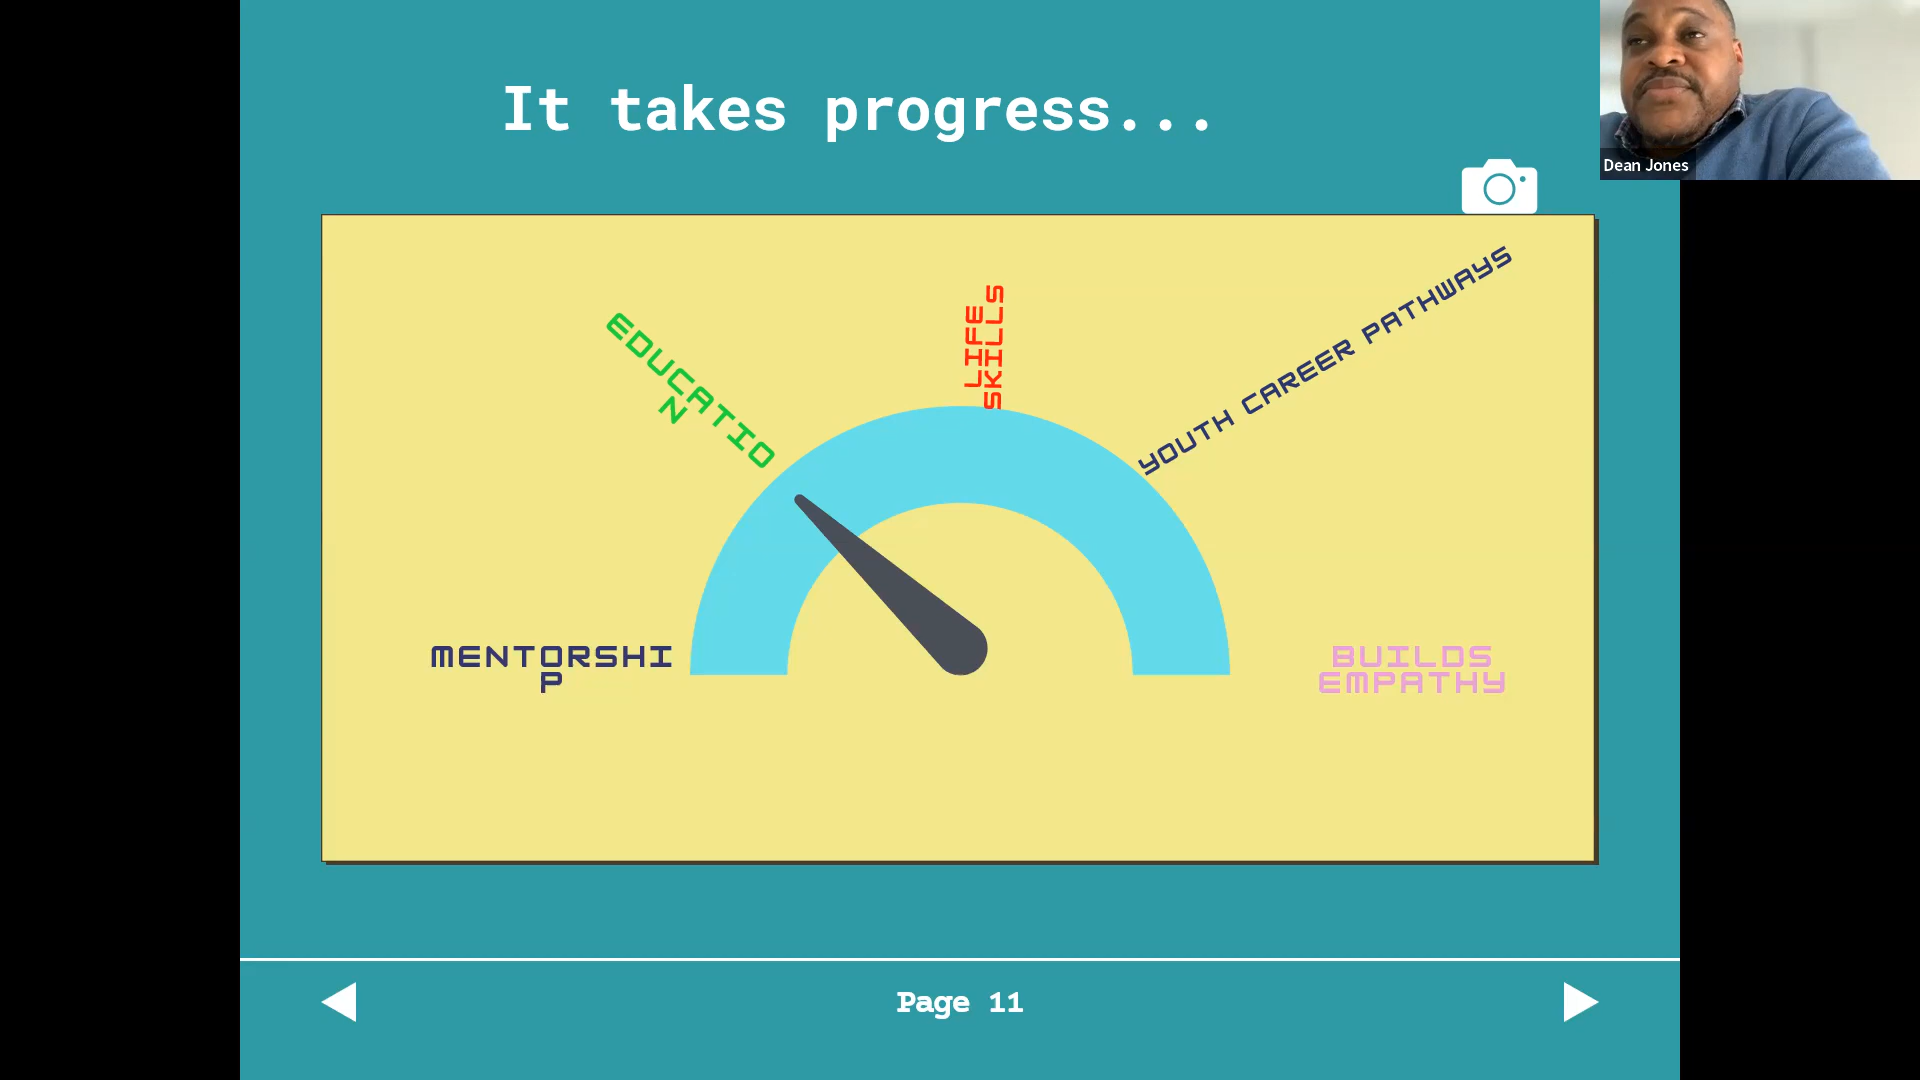 It takes progress...
Dean Jones
EDUCATIO
N
LIFE
SKILLS
YOUTH CAREER PATHWAYS
MENTORSHI
P
BUILDS
EMPATHY
Page 11